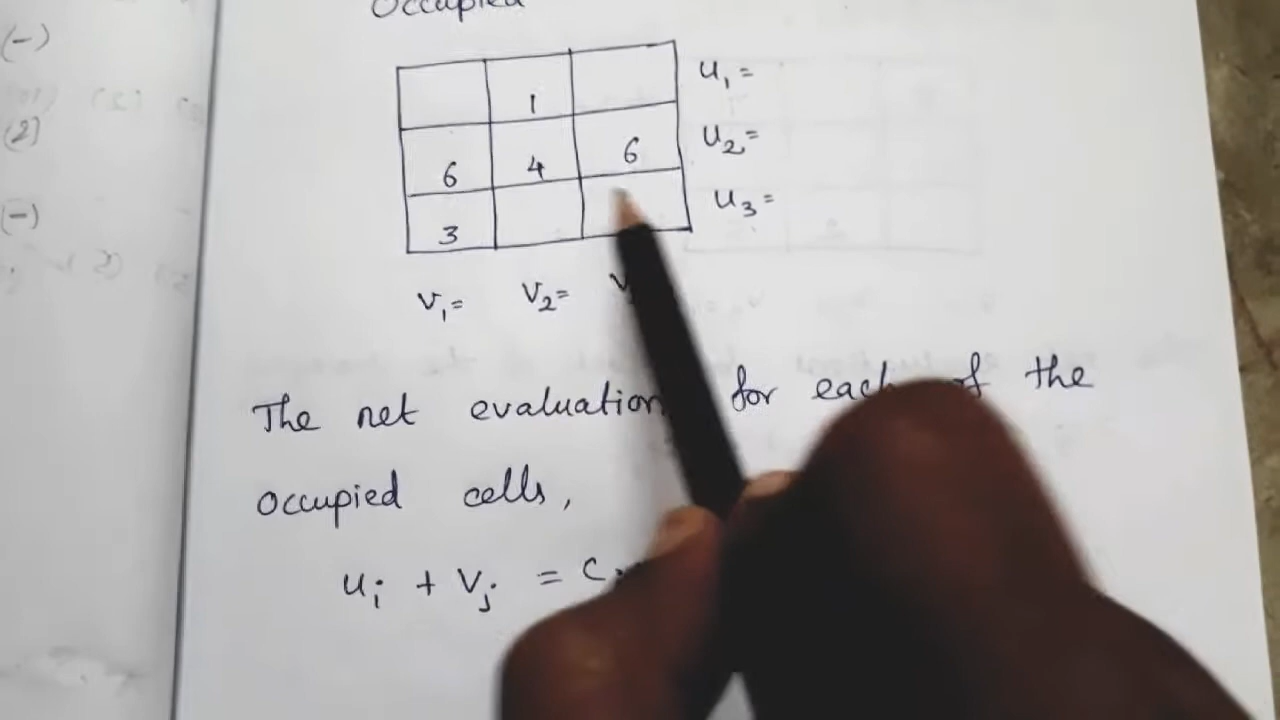 Occupied
1 u₁ =
6 4 6 u₂ =
3 u₃ =
v₁ = v₂ = v
The net evaluation for each of the
occupied cells,
uᵢ + vⱼ = c
(-)
(2)
(-)